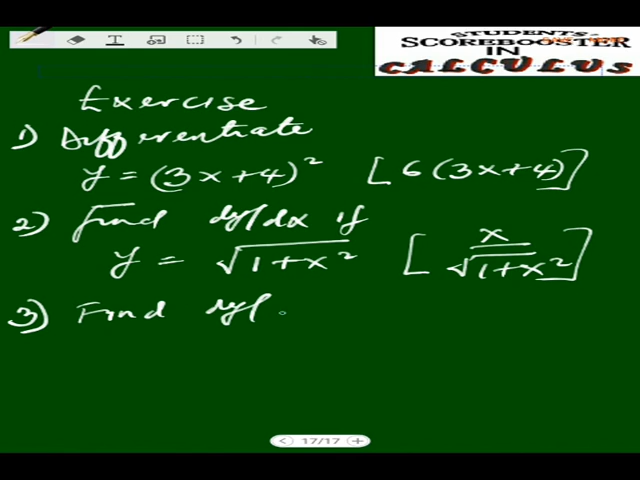 STUDENTS'
SCOREBOOSTER
IN
CALCULUS
Exercise
1) Differentiate
y = (3x+4)² [6(3x+4)]
2) Find dy/dx if
y = √1+x² [x/√1+x²]
3) Find dy/
17/17